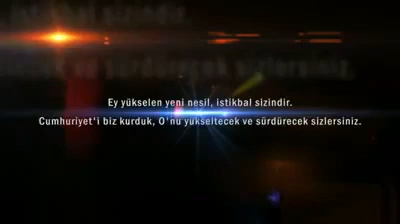 Ey yükselen yeni nesil, istikbal sizindir.
Cumhuriyet'i biz kurduk, O'nu yükseltecek ve sürdürecek sizlersiniz.